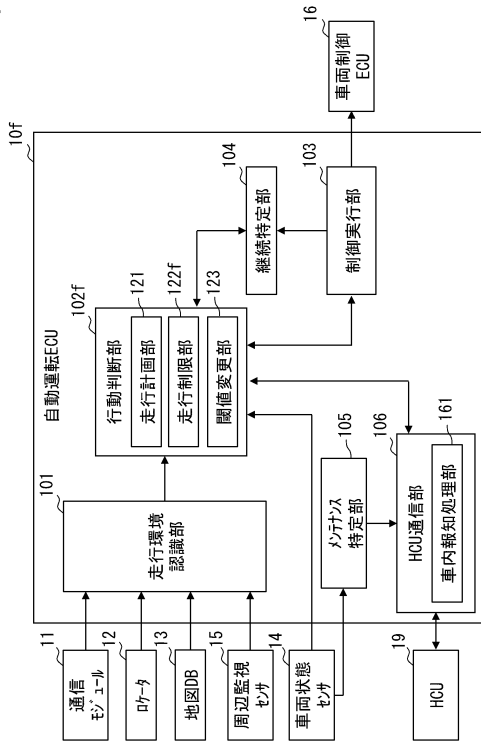 10f
自動運転ECU
11
通信
モジュール
12
ロケータ
13
地図DB
15
周辺監視
センサ
14
車両状態
センサ
19
HCU
101
走行環境
認識部
102f
行動判断部
121
走行計画部
122f
走行制限部
123
閾値変更部
104
継続特定部
103
制御実行部
16
車両制御
ECU
105
メンテナンス
特定部
106
HCU通信部
161
車内報知処理部